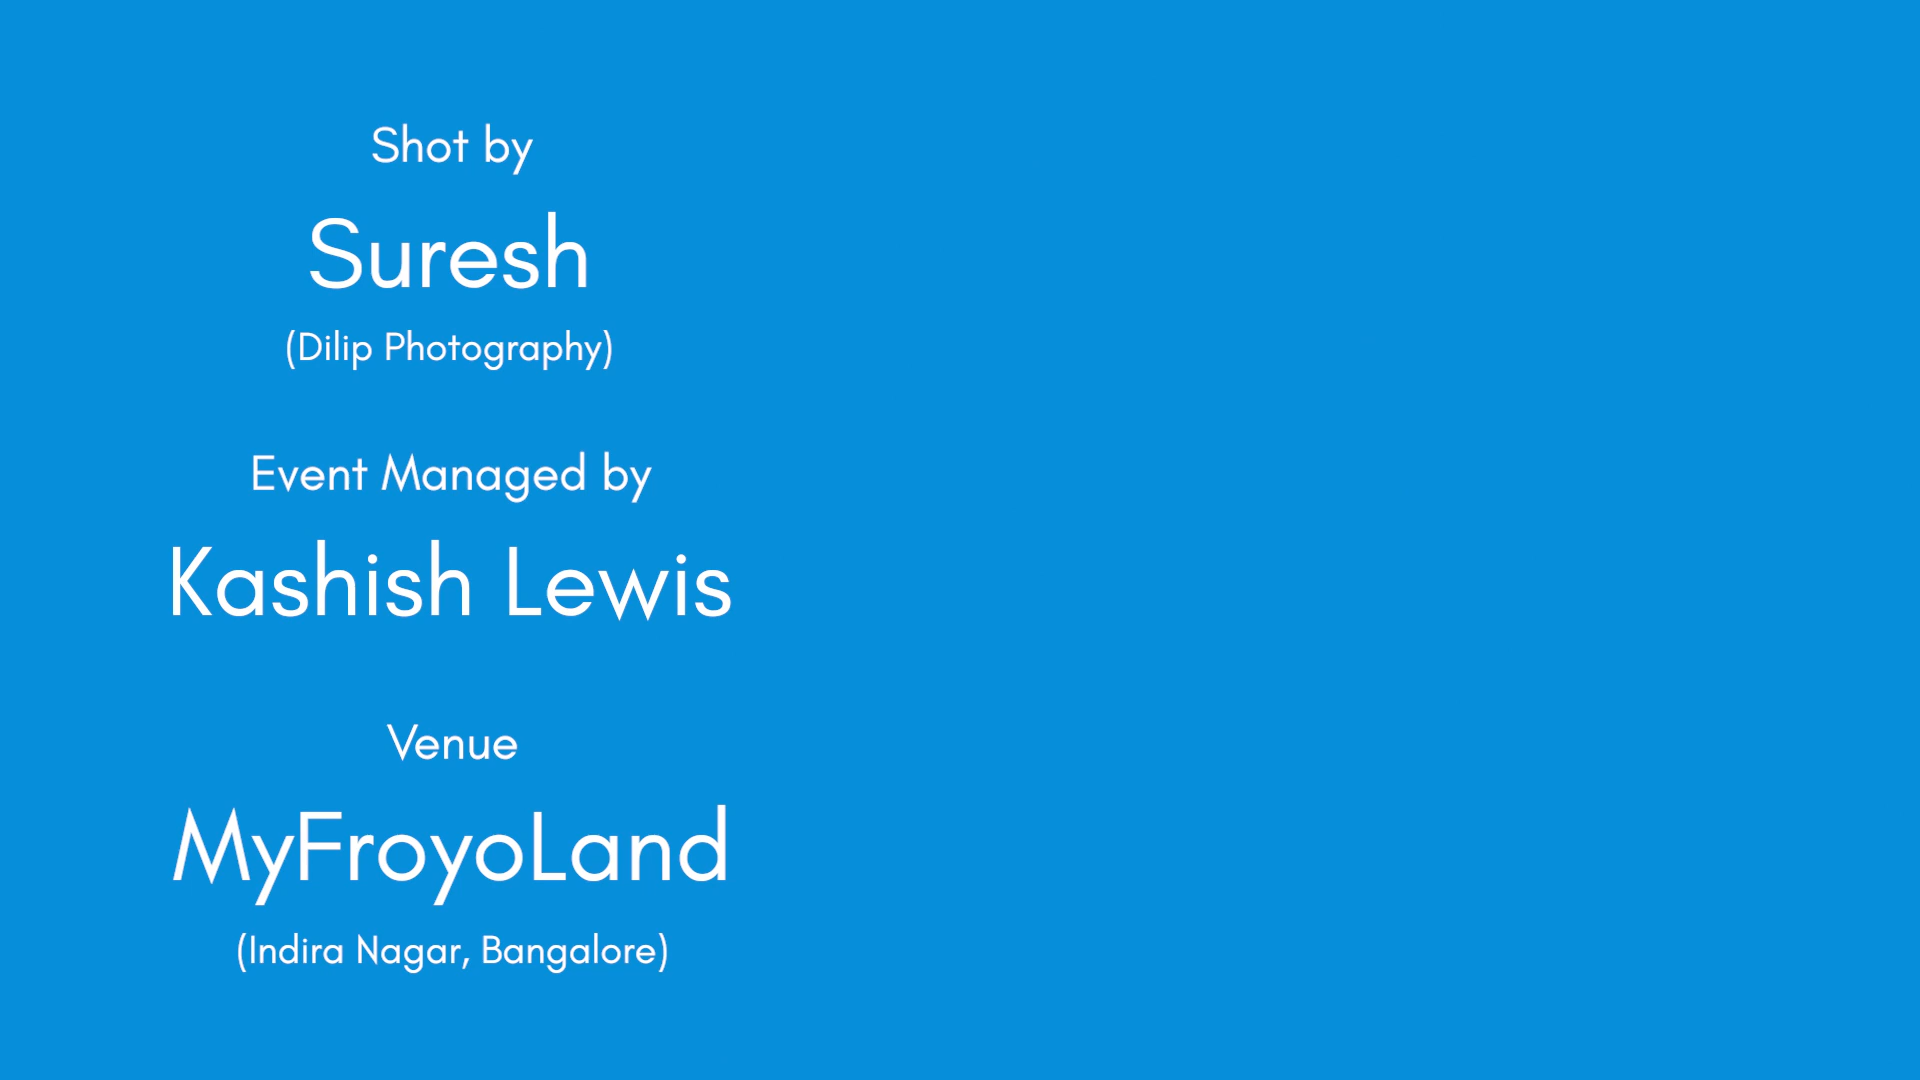 Shot by
Suresh
(Dilip Photography)
Event Managed by
Kashish Lewis
Venue
MyFroyoLand
(Indira Nagar, Bangalore)